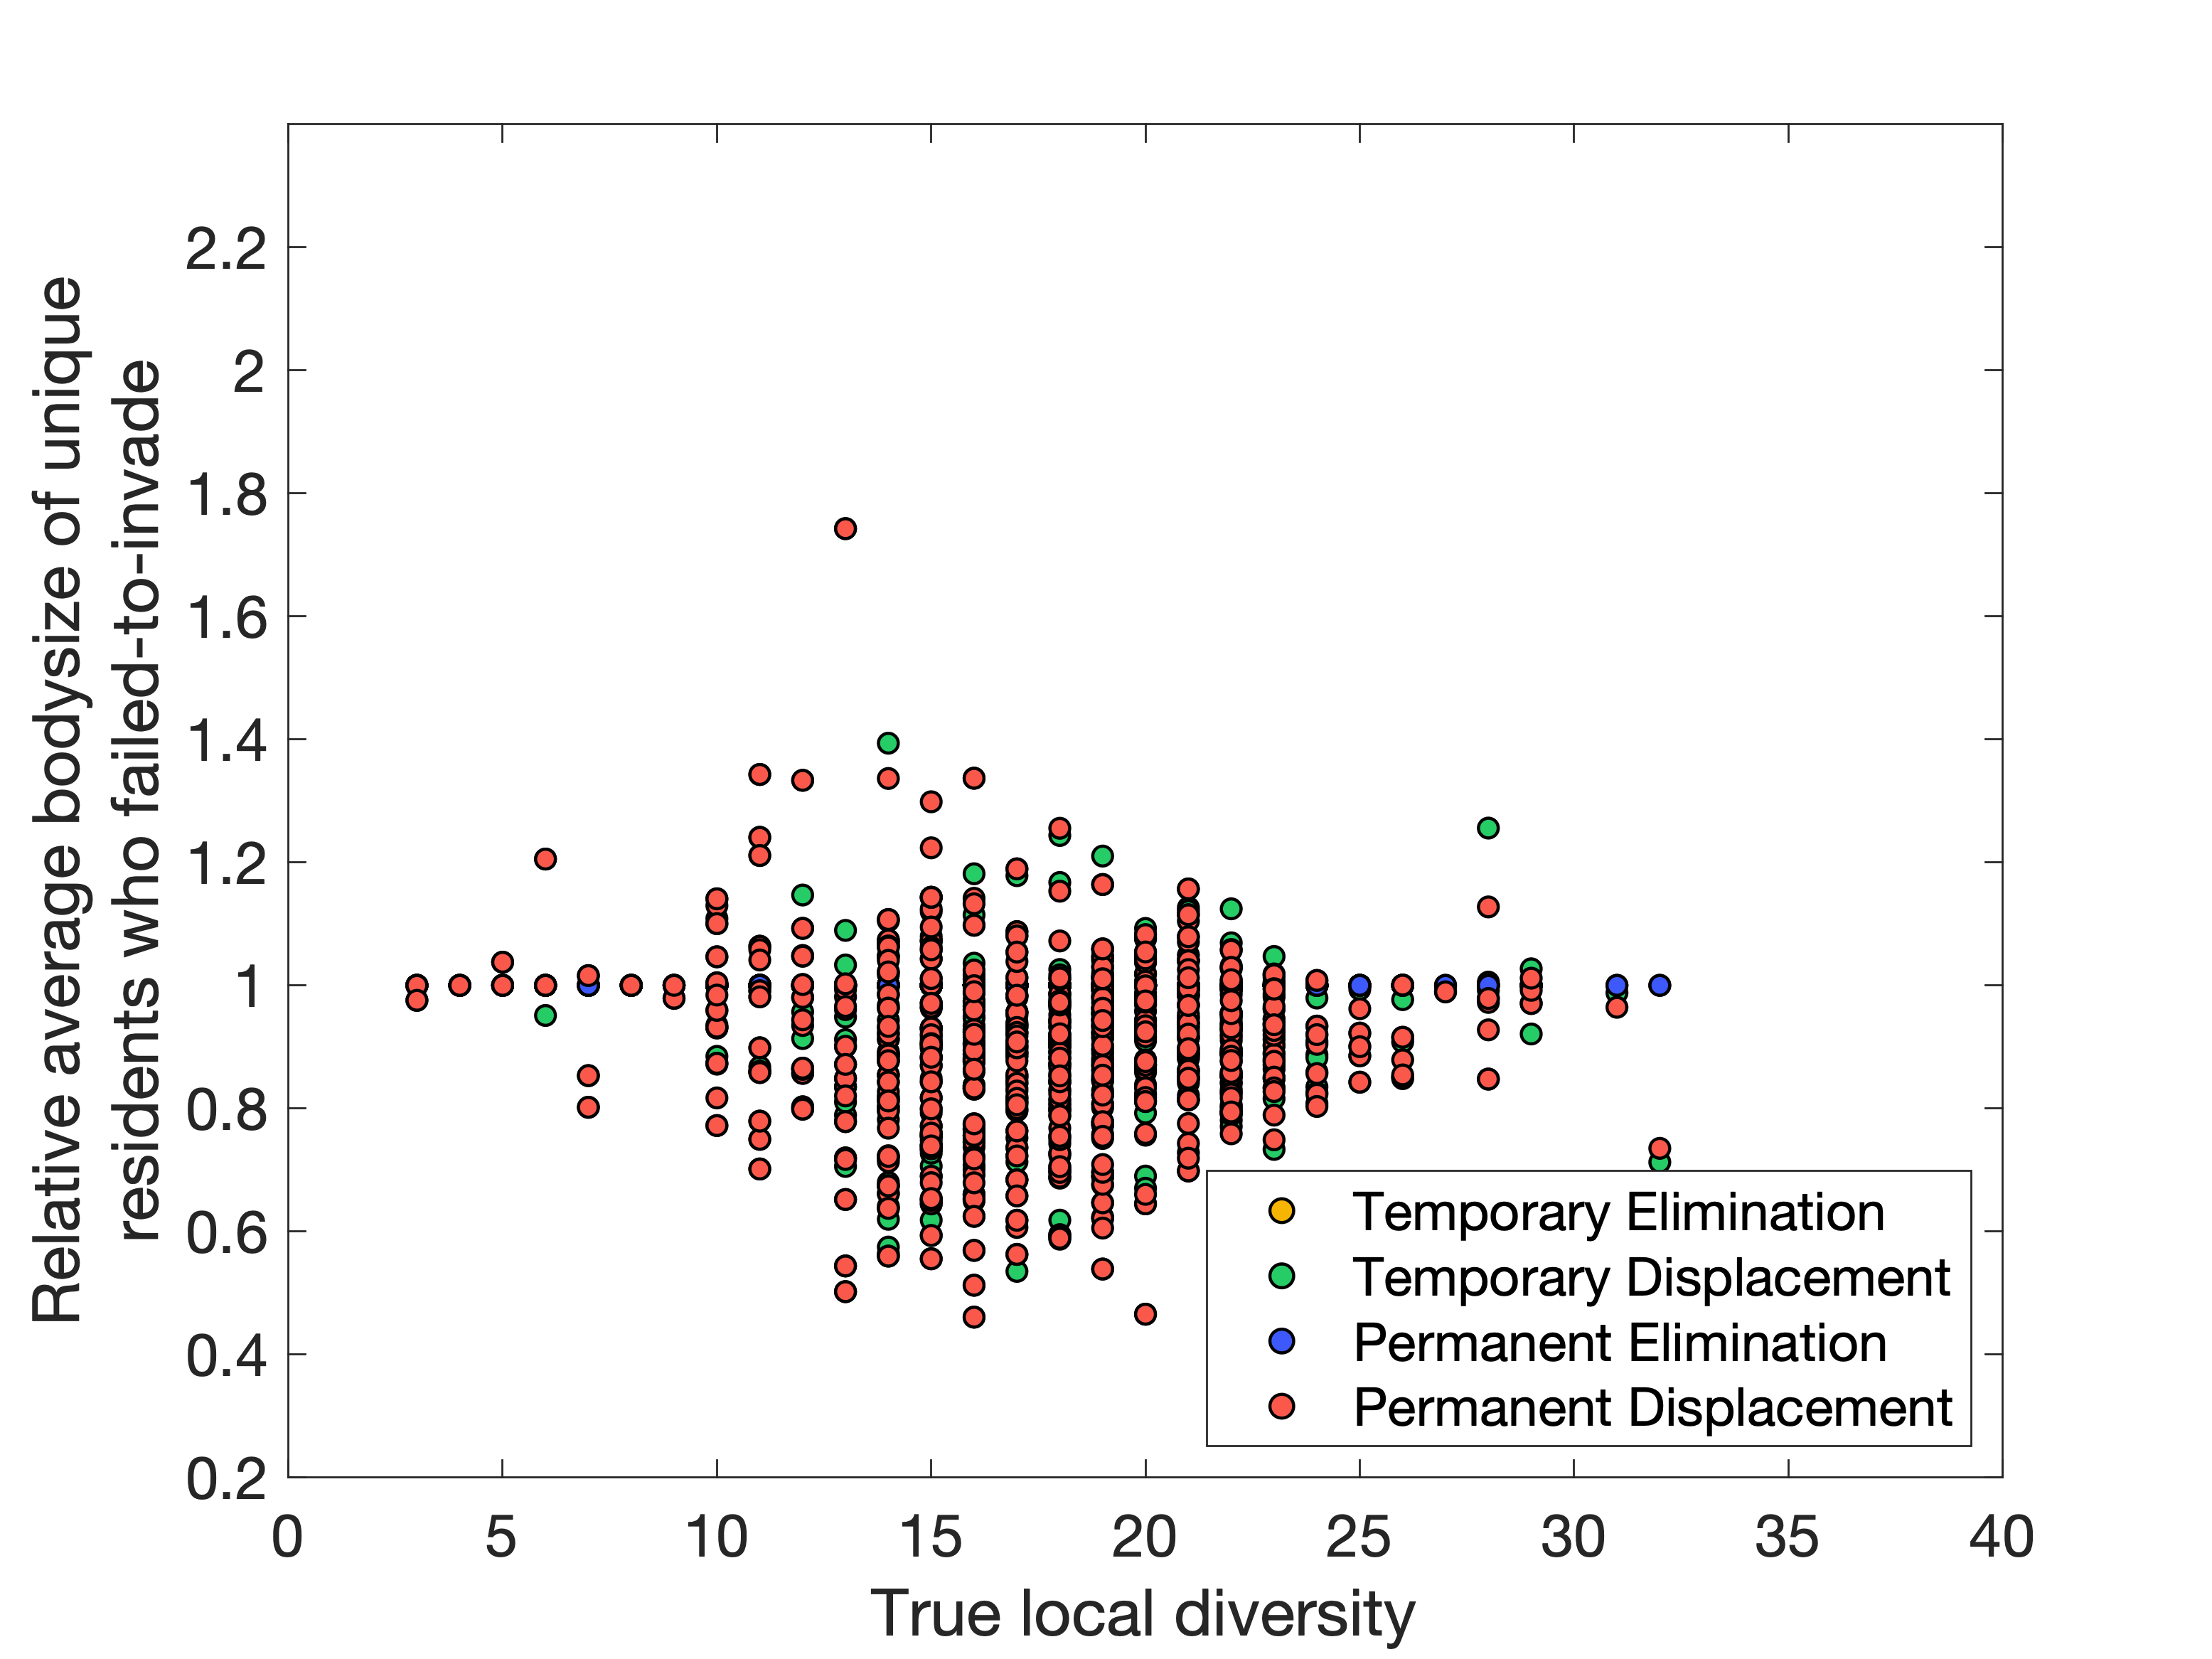 Relative average bodysize of unique
residents who failed-to-invade
2.2
2
1.8
1.6
1.4
1.2
1
0.8
0.6
0.4
0.2
Temporary Elimination
Temporary Displacement
Permanent Elimination
Permanent Displacement
0 5 10 15 20 25 30 35 40
True local diversity